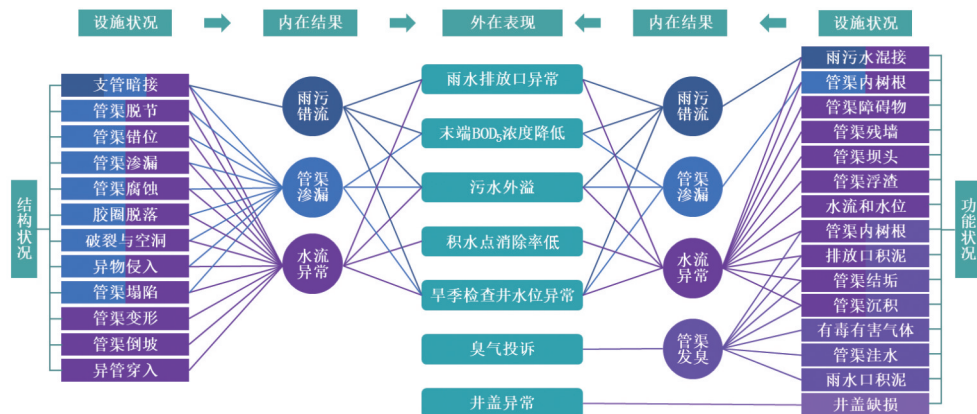 设施状况
内在结果
外在表现
内在结果
设施状况
结构状况
支管暗接
管渠脱节
管渠错位
管渠渗漏
管渠腐蚀
胶圈脱落
破裂与空洞
异物侵入
管渠塌陷
管渠变形
管渠倒坡
异管穿入
雨污
错流
管渠
渗漏
水流
异常
雨水排放口异常
末端BOD₅浓度降低
污水外溢
积水点消除率低
旱季检查井水位异常
臭气投诉
井盖异常
雨污
错流
管渠
渗漏
水流
异常
管渠
发臭
雨污水混接
管渠内树根
管渠障碍物
管渠残墙
管渠坝头
管渠浮渣
水流和水位
管渠内树根
排放口积泥
管渠结垢
管渠沉积
有毒有害气体
管渠洼水
雨水口积泥
井盖缺损
功能状况